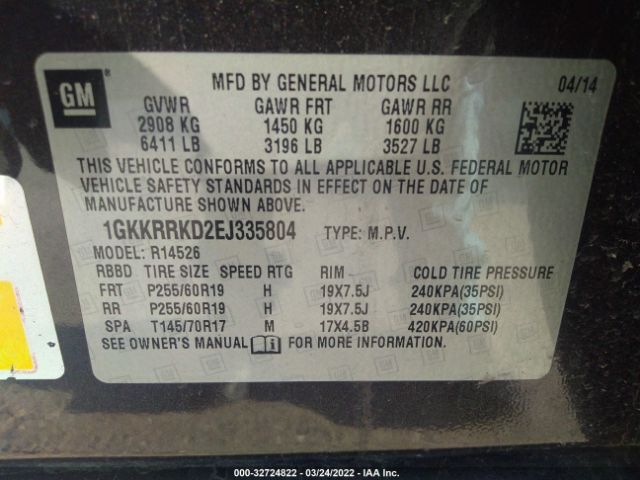 GM ®
MFD BY GENERAL MOTORS LLC 04/14
GVWR GAWR FRT GAWR RR
2908 KG 1450 KG 1600 KG
6411 LB 3196 LB 3527 LB
THIS VEHICLE CONFORMS TO ALL APPLICABLE U.S. FEDERAL MOTOR
VEHICLE SAFETY STANDARDS IN EFFECT ON THE DATE OF
MANUFACTURE SHOWN ABOVE.
1GKKRRKD2EJ335804 TYPE: M.P.V.
MODEL: R14526
RBBD TIRE SIZE SPEED RTG RIM COLD TIRE PRESSURE
FRT P255/60R19 H 19X7.5J 240KPA(35PSI)
RR P255/60R19 H 19X7.5J 240KPA(35PSI)
SPA T145/70R17 M 17X4.5B 420KPA(60PSI)
SEE OWNER'S MANUAL FOR MORE INFORMATION
000-32724822 - 03/24/2022 - IAA Inc.